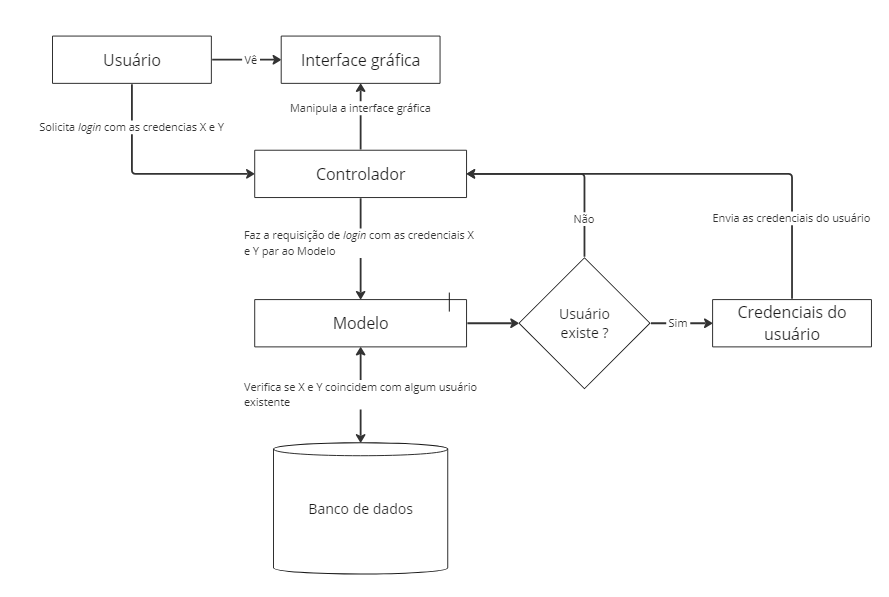 Usuário
Vê
Interface gráfica
Manipula a interface gráfica
Solicita login com as credencias X e Y
Controlador
Faz a requisição de login com as credenciais X
e Y par ao Modelo
Não
Envia as credenciais do usuário
Modelo
Usuário
existe ?
Sim
Credenciais do
usuário
Verifica se X e Y coincidem com algum usuário
existente
Banco de dados